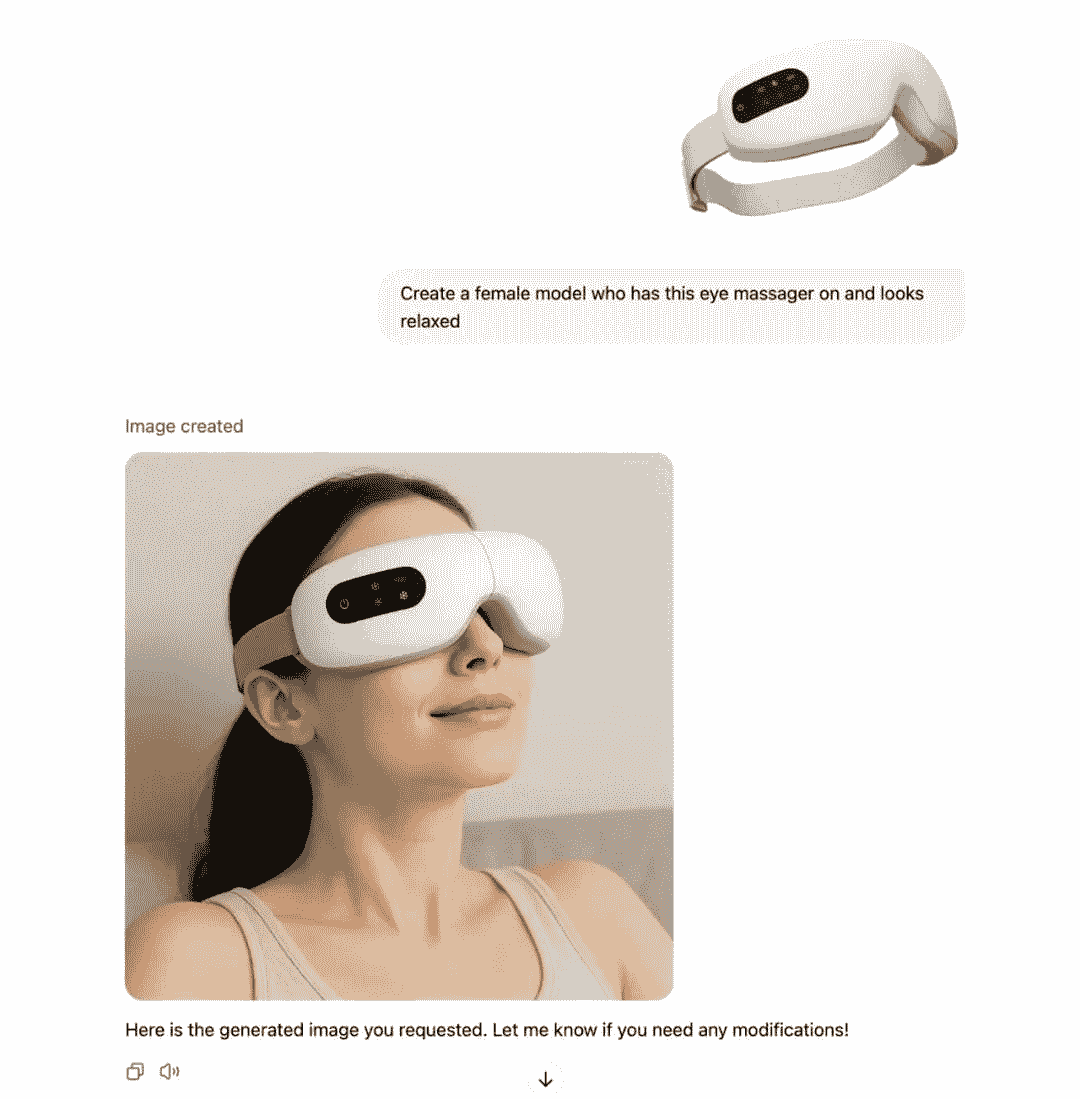 Create a female model who has this eye massager on and looks
relaxed
Image created
Here is the generated image you requested. Let me know if you need any modifications!